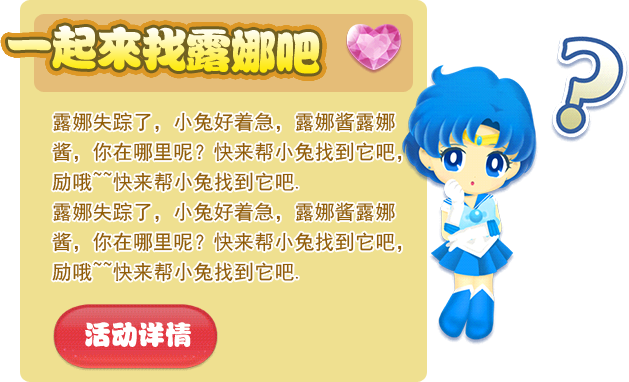 一起來找露娜吧
露娜失踪了，小兔好着急，露娜酱露娜
酱，你在哪里呢？快来帮小兔找到它吧，
励哦~~快来帮小兔找到它吧.
露娜失踪了，小兔好着急，露娜酱露娜
酱，你在哪里呢？快来帮小兔找到它吧，
励哦~~快来帮小兔找到它吧.
活动详情
?